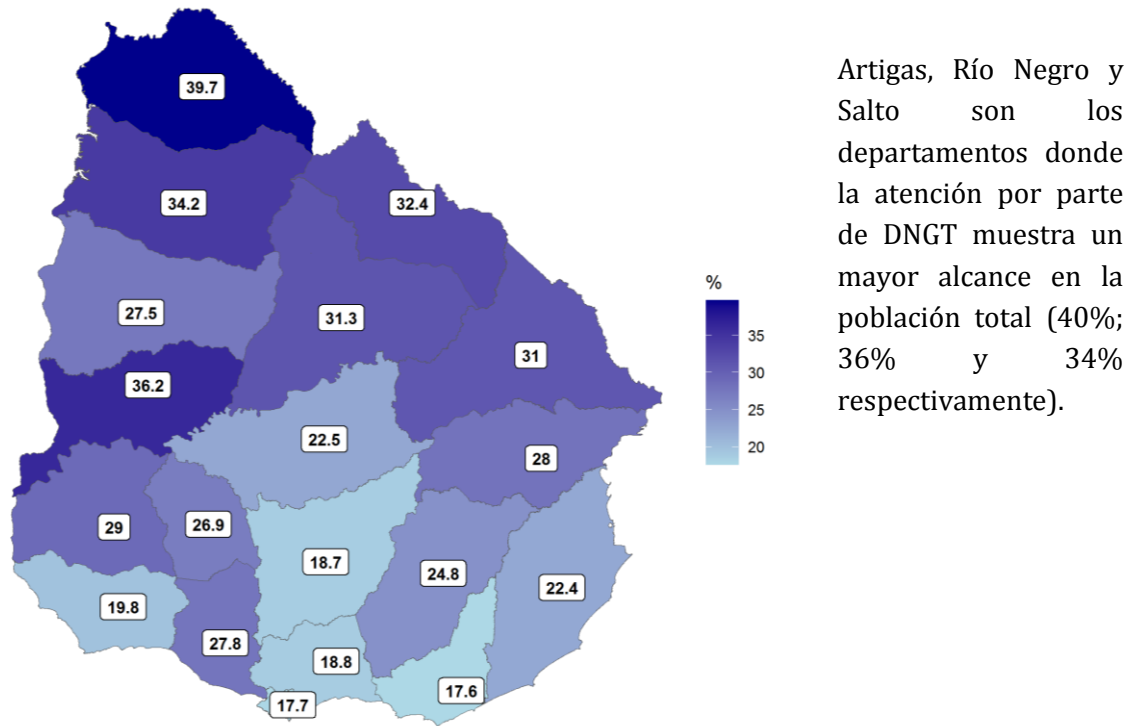 39.7
34.2
32.4
27.5
31.3
31
36.2
22.5
28
29
26.9
18.7
24.8
22.4
19.8
27.8
18.8
17.6
17.7
%
35
30
25
20
Artigas, Río Negro y
Salto son los
departamentos donde
la atención por parte
de DNGT muestra un
mayor alcance en la
población total (40%;
36% y 34%
respectivamente).